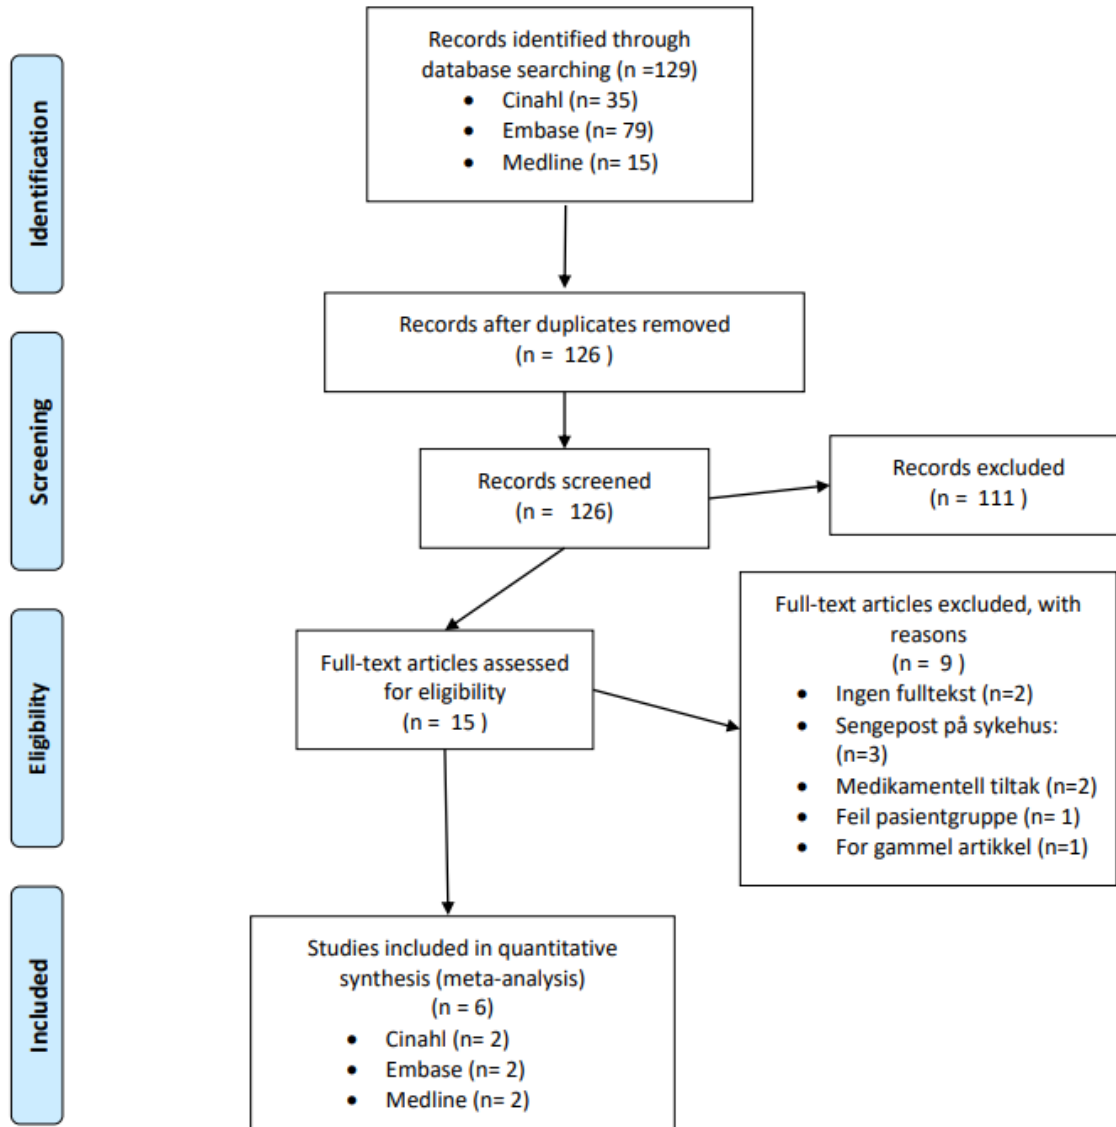 Identification
Records identified through
database searching (n =129)
• Cinahl (n= 35)
• Embase (n= 79)
• Medline (n= 15)
Records after duplicates removed
(n = 126 )
Screening
Records screened
(n = 126)
Records excluded
(n = 111 )
Eligibility
Full-text articles assessed
for eligibility
(n = 15 )
Full-text articles excluded, with
reasons
(n = 9 )
• Ingen fulltekst (n=2)
• Sengepost på sykehus:
(n=3)
• Medikamentell tiltak (n=2)
• Feil pasientgruppe (n= 1)
• For gammel artikkel (n=1)
Included
Studies included in quantitative
synthesis (meta-analysis)
(n = 6)
• Cinahl (n= 2)
• Embase (n= 2)
• Medline (n= 2)